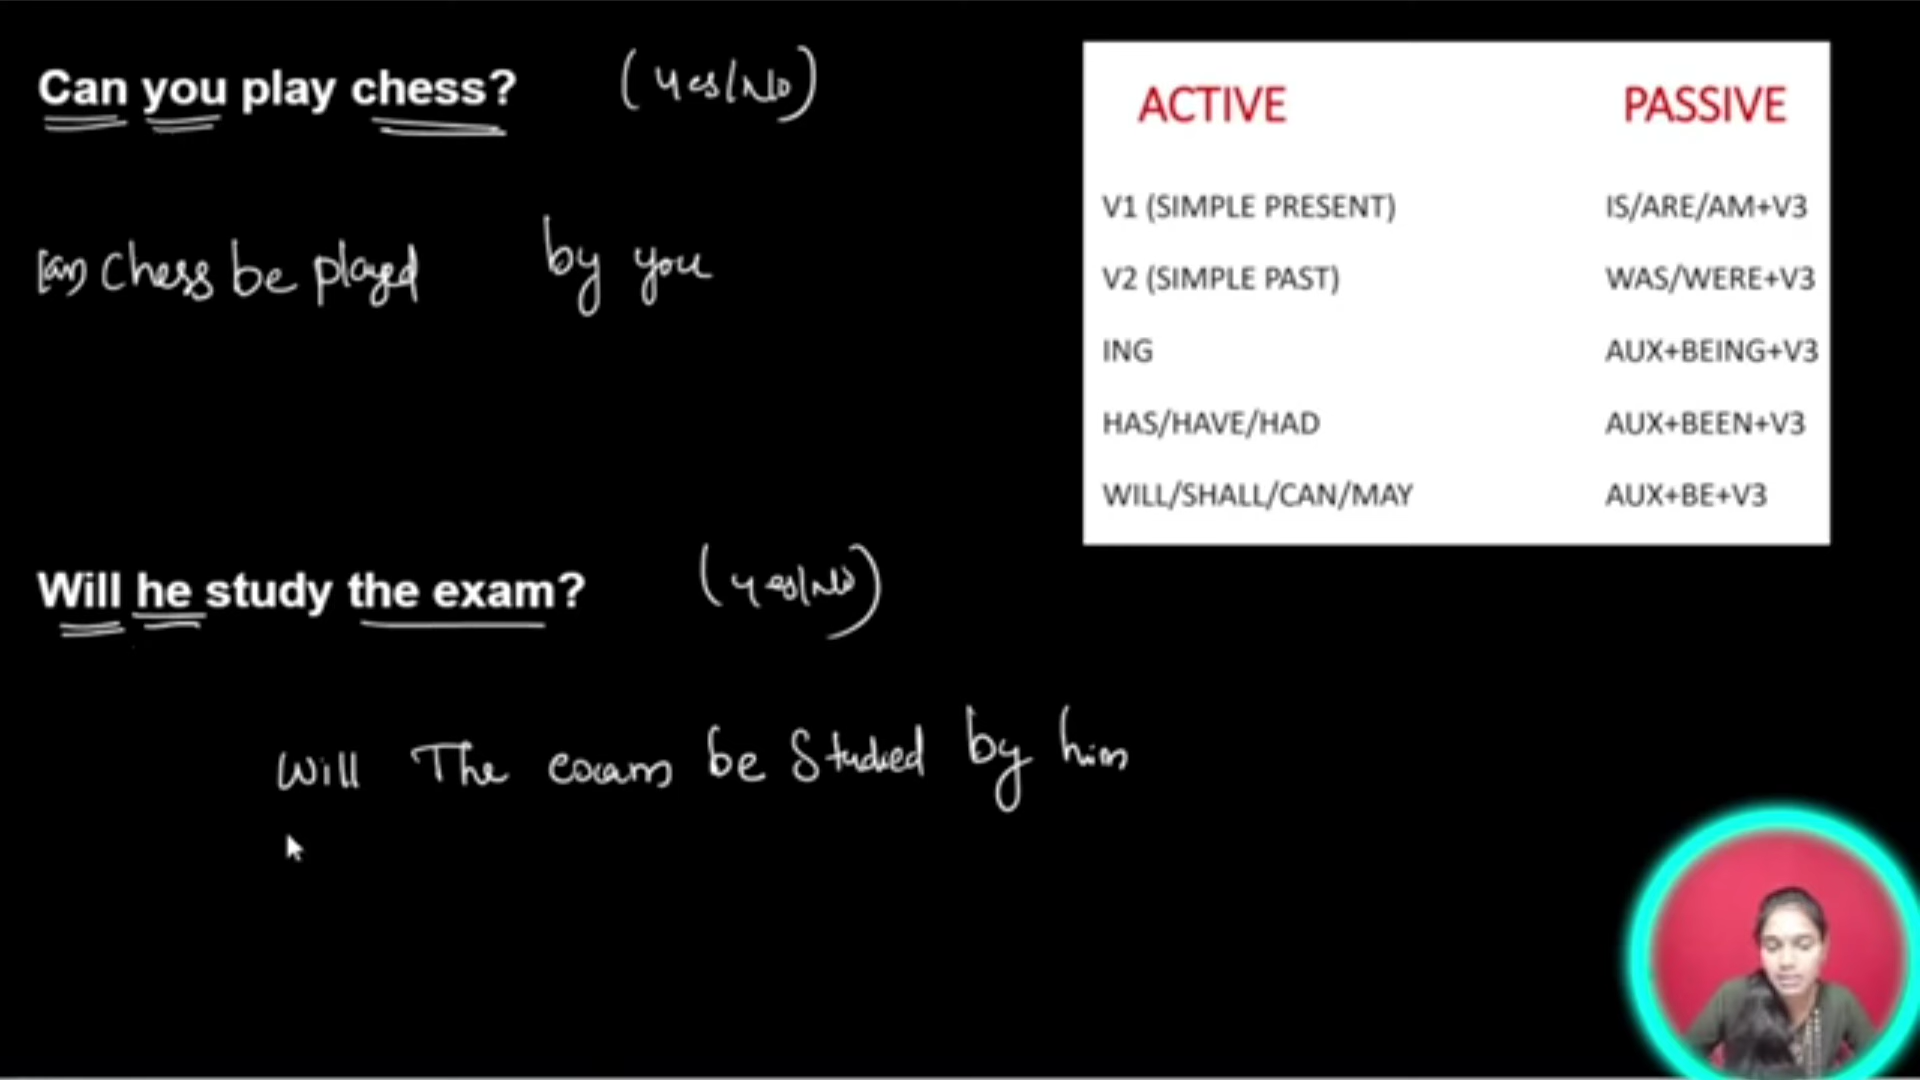 Can you play chess? (Yes/No)
Can chess be played by you
Will he study the exam? (Yes/No)
Will The exam be Studied by him
ACTIVE PASSIVE
V1 (SIMPLE PRESENT) IS/ARE/AM+V3
V2 (SIMPLE PAST) WAS/WERE+V3
ING AUX+BEING+V3
HAS/HAVE/HAD AUX+BEEN+V3
WILL/SHALL/CAN/MAY AUX+BE+V3